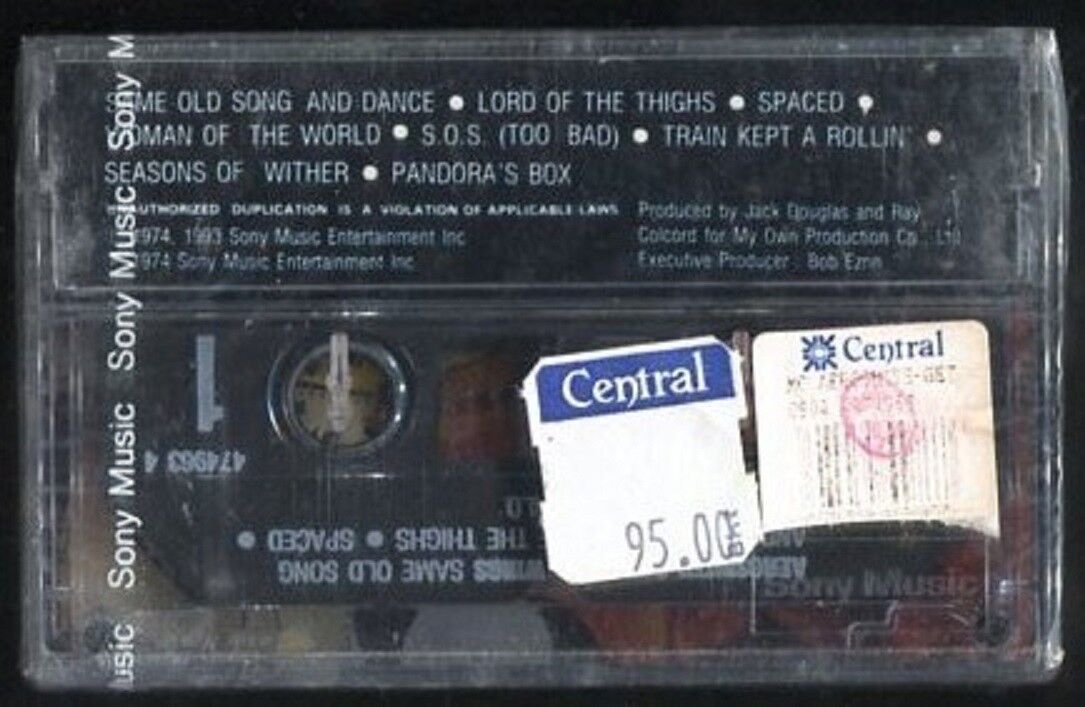 S ME OLD SONG AND DANCE • LORD OF THE THIGHS • SPACED •
WOMAN OF THE WORLD • S.O.S. (TOO BAD) • TRAIN KEPT A ROLLIN' •
SEASONS OF WITHER • PANDORA'S BOX
UNAUTHORIZED DUPLICATION IS A VIOLATION OF APPLICABLE LAWS
Produced by Jack Douglas and Ray
Colcord for My Own Production Co., Ltd.
Executive Producer: Bob Ezrin
1974, 1993 Sony Music Entertainment Inc
1974 Sony Music Entertainment Inc
Sony Music Sony Music Sony Music Sony M
1
474963 4
Central
95.00
Central
SAME OLD SONG
THE THIGHS • SPACED •
Sony Music